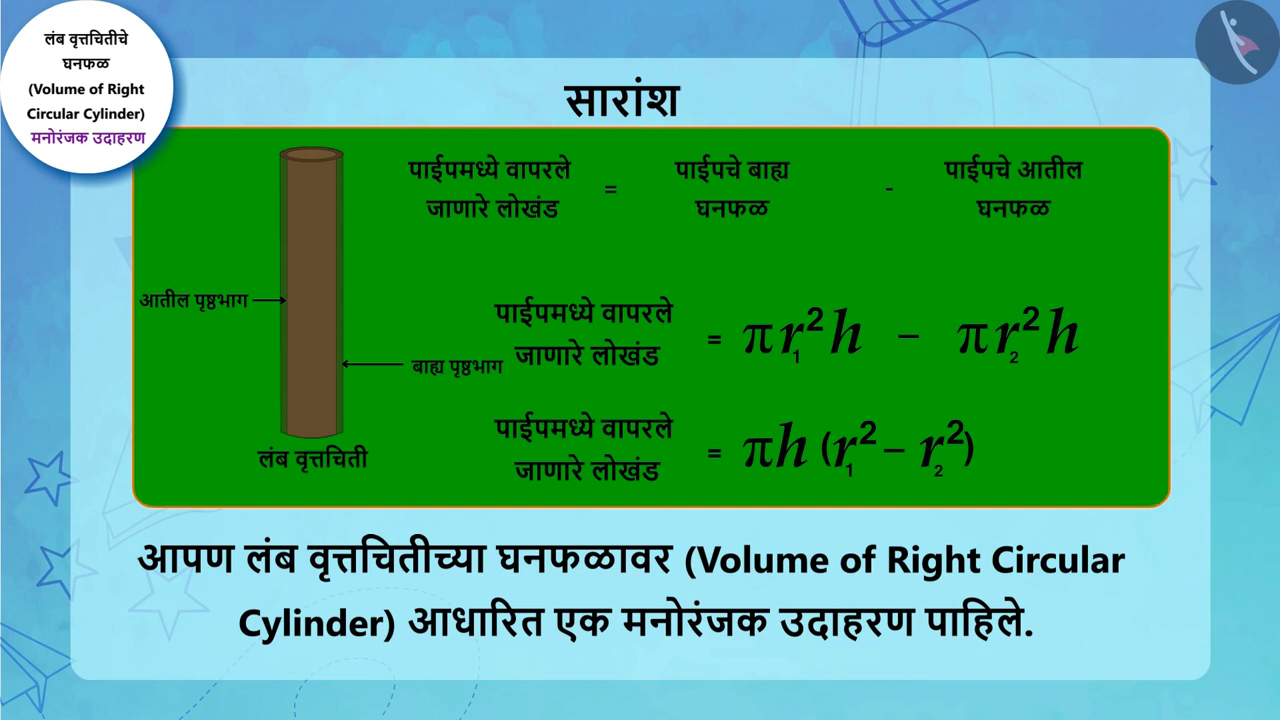 लंब वृत्तचितीचे
घनफळ
(Volume of Right
Circular Cylinder)
मनोरंजक उदाहरण
सारांश
पाईपमध्ये वापरले
जाणारे लोखंड
=
पाईपचे बाह्य
घनफळ
-
पाईपचे आतील
घनफळ
आतील पृष्ठभाग
बाह्य पृष्ठभाग
लंब वृत्तचिती
पाईपमध्ये वापरले
जाणारे लोखंड
= πr₁²h − πr₂²h
पाईपमध्ये वापरले
जाणारे लोखंड
= πh (r₁² − r₂²)
आपण लंब वृत्तचितीच्या घनफळावर (Volume of Right Circular
Cylinder) आधारित एक मनोरंजक उदाहरण पाहिले.